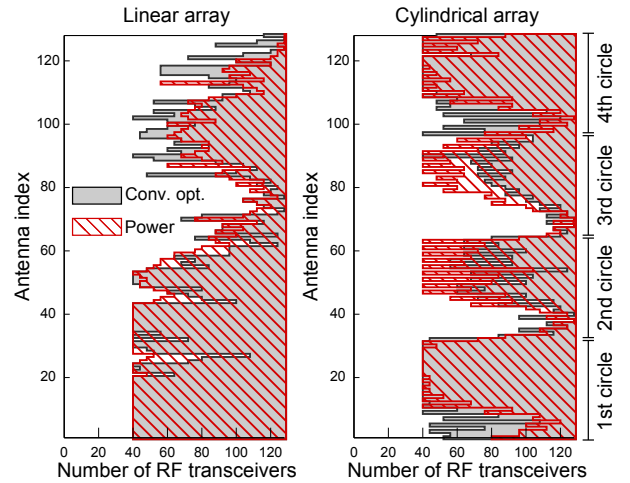 Linear array
Cylindrical array
Antenna index
120
100
80
60
40
20
Conv. opt.
Power
0
20
40
60
80
100
120
Number of RF transceivers
Antenna index
120
100
80
60
40
20
0
20
40
60
80
100
120
Number of RF transceivers
4th circle
3rd circle
2nd circle
1st circle